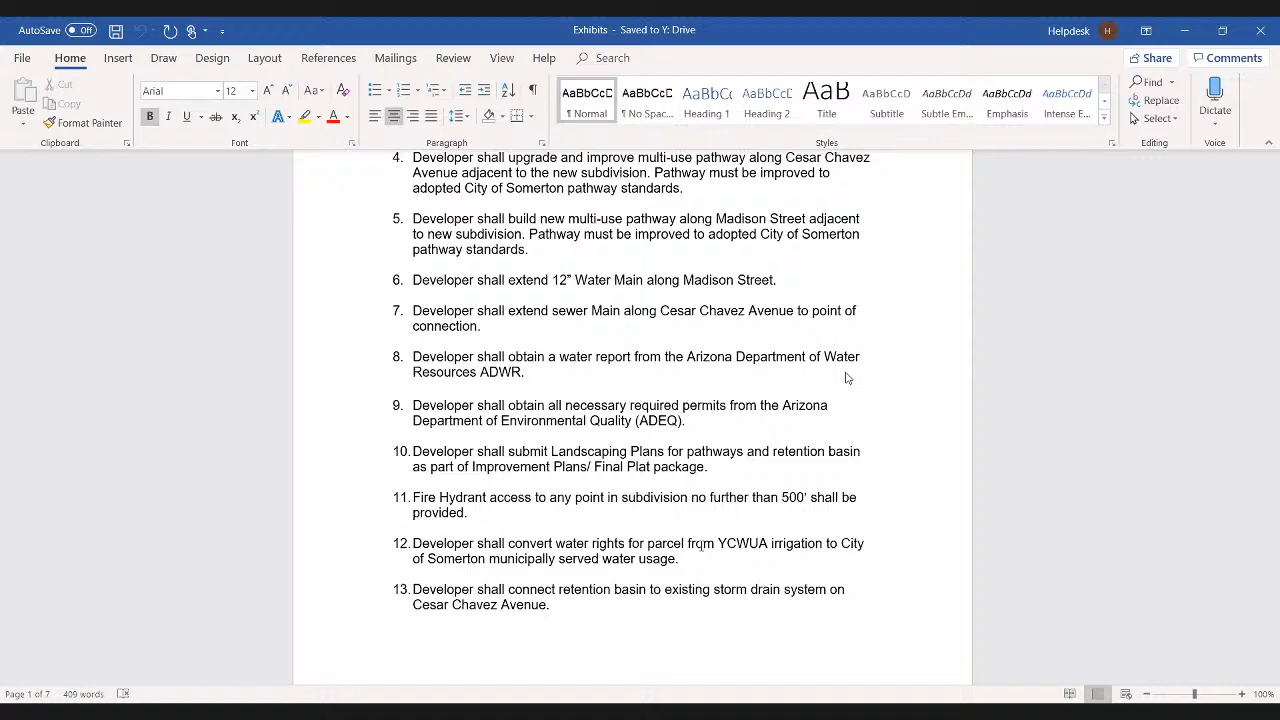 AutoSave Off
Exhibits - Saved to Y: Drive
Helpdesk H
File Home Insert Draw Design Layout References Mailings Review View Help Search
Share Comments
Paste
Cut
Copy
Format Painter
Clipboard
Arial 12
Font
Paragraph
AaBbCcDc AaBbCcDc AaBbCc AaBbCcD AaB AaBbCcD AaBbCcDd AaBbCcDd AaBbCcDd
¶ Normal ¶ No Spac... Heading 1 Heading 2 Title Subtitle Subtle Em... Emphasis Intense E...
Styles
Find
Replace
Select
Editing
Dictate
Voice
4. Developer shall upgrade and improve multi-use pathway along Cesar Chavez
Avenue adjacent to the new subdivision. Pathway must be improved to
adopted City of Somerton pathway standards.
5. Developer shall build new multi-use pathway along Madison Street adjacent
to new subdivision. Pathway must be improved to adopted City of Somerton
pathway standards.
6. Developer shall extend 12” Water Main along Madison Street.
7. Developer shall extend sewer Main along Cesar Chavez Avenue to point of
connection.
8. Developer shall obtain a water report from the Arizona Department of Water
Resources ADWR.
9. Developer shall obtain all necessary required permits from the Arizona
Department of Environmental Quality (ADEQ).
10. Developer shall submit Landscaping Plans for pathways and retention basin
as part of Improvement Plans/ Final Plat package.
11. Fire Hydrant access to any point in subdivision no further than 500’ shall be
provided.
12. Developer shall convert water rights for parcel from YCWUA irrigation to City
of Somerton municipally served water usage.
13. Developer shall connect retention basin to existing storm drain system on
Cesar Chavez Avenue.
Page 1 of 7 409 words
100%